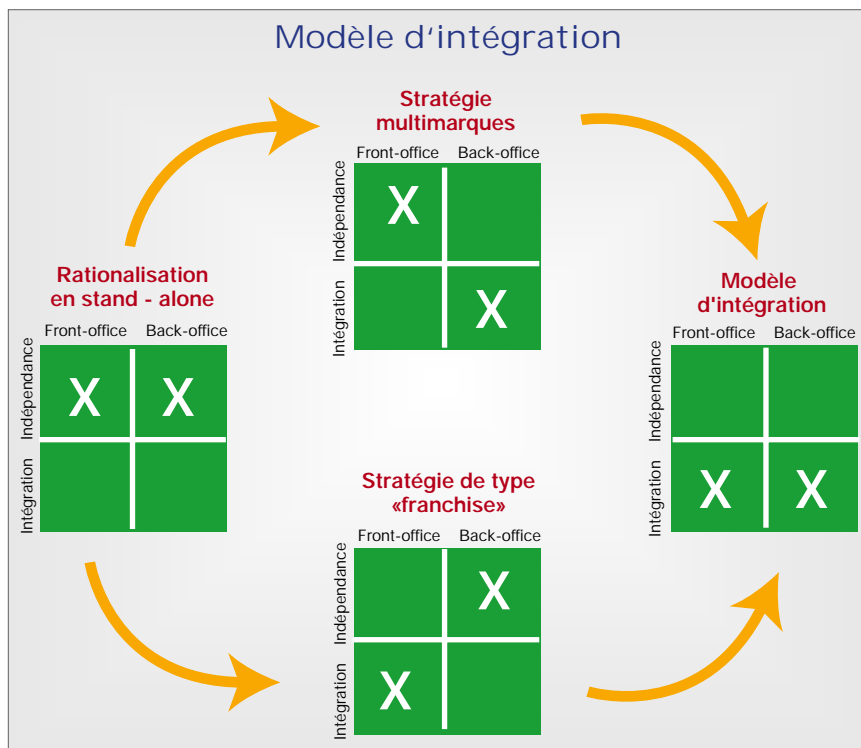 Modèle d‘intégration
Stratégie
multimarques
Front-office Back-office
Indépendance
X
Intégration
X
Rationalisation
en stand - alone
Front-office Back-office
Indépendance
X X
Intégration
Modèle
d'intégration
Front-office Back-office
Indépendance
Intégration
X X
Stratégie de type
«franchise»
Front-office Back-office
Indépendance
X
Intégration
X